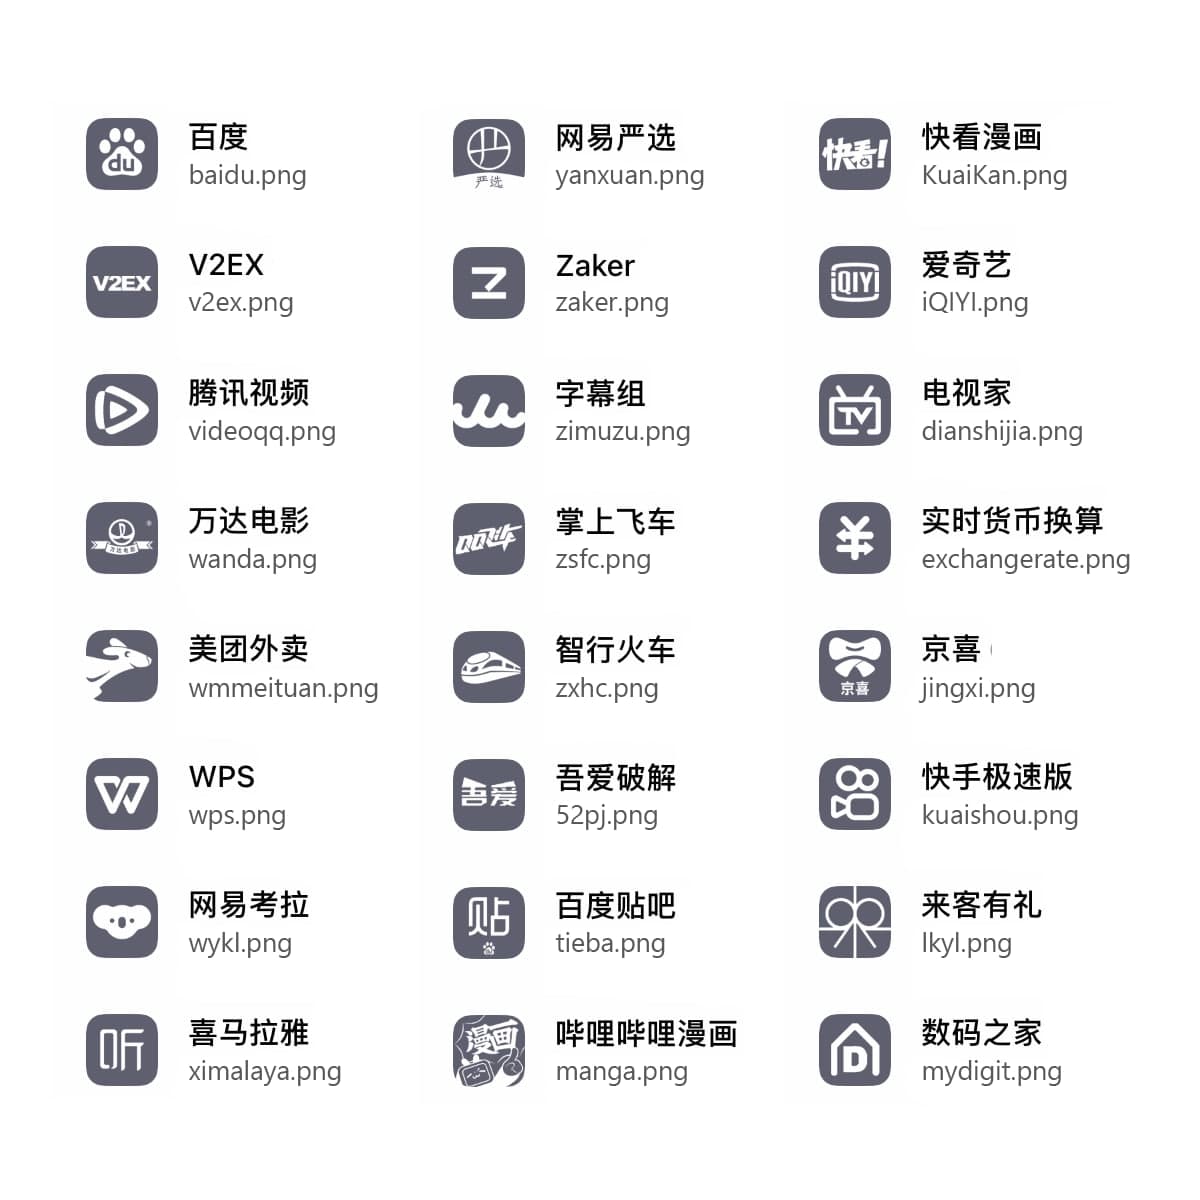 du
百度
baidu.png
严选
网易严选
yanxuan.png
快看!
快看漫画
KuaiKan.png
V2EX
V2EX
v2ex.png
Zaker
zaker.png
iQIYI
爱奇艺
iQIYI.png
腾讯视频
videoqq.png
字幕组
zimuzu.png
TV
电视家
dianshijia.png
万达电影
万达电影
wanda.png
QQ飞车
掌上飞车
zsfc.png
实时货币换算
exchangerate.png
美团外卖
wmmeituan.png
智行火车
zxhc.png
京喜
京喜
jingxi.png
WPS
wps.png
吾爱
吾爱破解
52pj.png
快手极速版
kuaishou.png
网易考拉
wykl.png
贴
百度贴吧
tieba.png
来客有礼
lkyl.png
听
喜马拉雅
ximalaya.png
漫画
哔哩哔哩漫画
manga.png
D
数码之家
mydigit.png